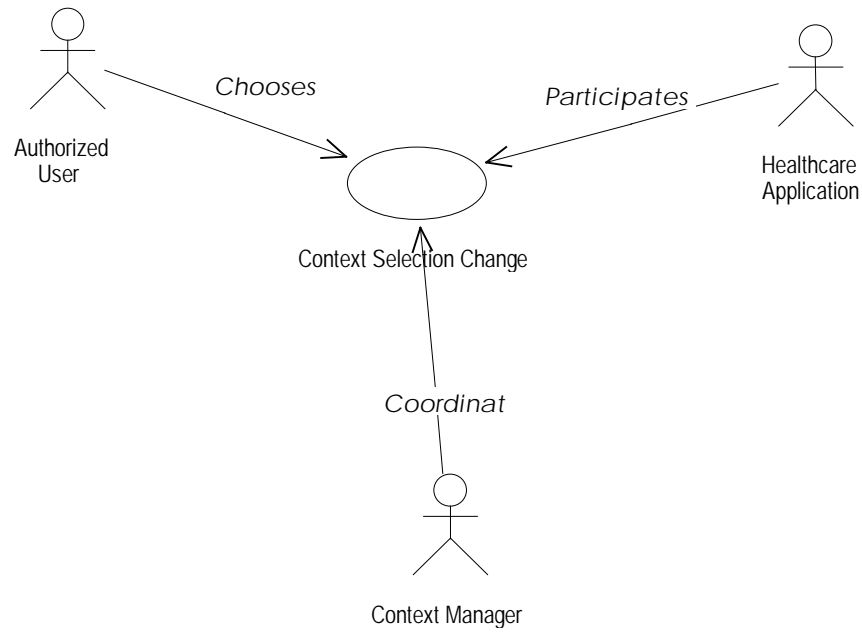 Chooses
Participates
Authorized
User
Healthcare
Application
Context Selection Change
Coordinat
Context Manager